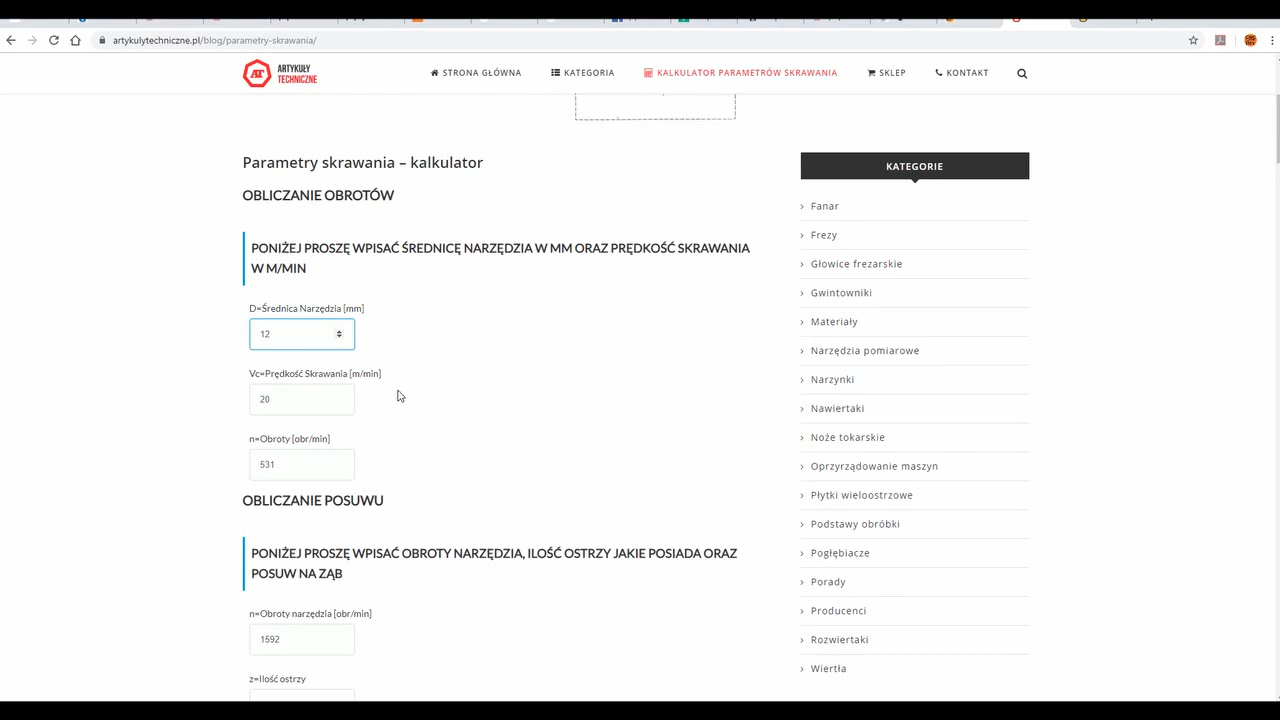 artykulytechniczne.pl/blog/parametry-skrawania/
AT ARTYKUŁY
TECHNICZNE
STRONA GŁÓWNA KATEGORIA KALKULATOR PARAMETRÓW SKRAWANIA SKLEP KONTAKT
Parametry skrawania – kalkulator
OBLICZANIE OBROTÓW
PONIŻEJ PROSZĘ WPISAĆ ŚREDNICĘ NARZĘDZIA W MM ORAZ PRĘDKOŚĆ SKRAWANIA
W M/MIN
D=Średnica Narzędzia [mm]
12
Vc=Prędkość Skrawania [m/min]
20
n=Obroty [obr/min]
531
OBLICZANIE POSUWU
PONIŻEJ PROSZĘ WPISAĆ OBROTY NARZĘDZIA, ILOŚĆ OSTRZY JAKIE POSIADA ORAZ
POSUW NA ZĄB
n=Obroty narzędzia [obr/min]
1592
z=Ilość ostrzy
KATEGORIE
Fanar
Frezy
Głowice frezarskie
Gwintowniki
Materiały
Narzędzia pomiarowe
Narzynki
Nawiertaki
Noże tokarskie
Oprzyrządowanie maszyn
Płytki wieloostrzowe
Podstawy obróbki
Pogłębiacze
Porady
Producenci
Rozwiertaki
Wiertła